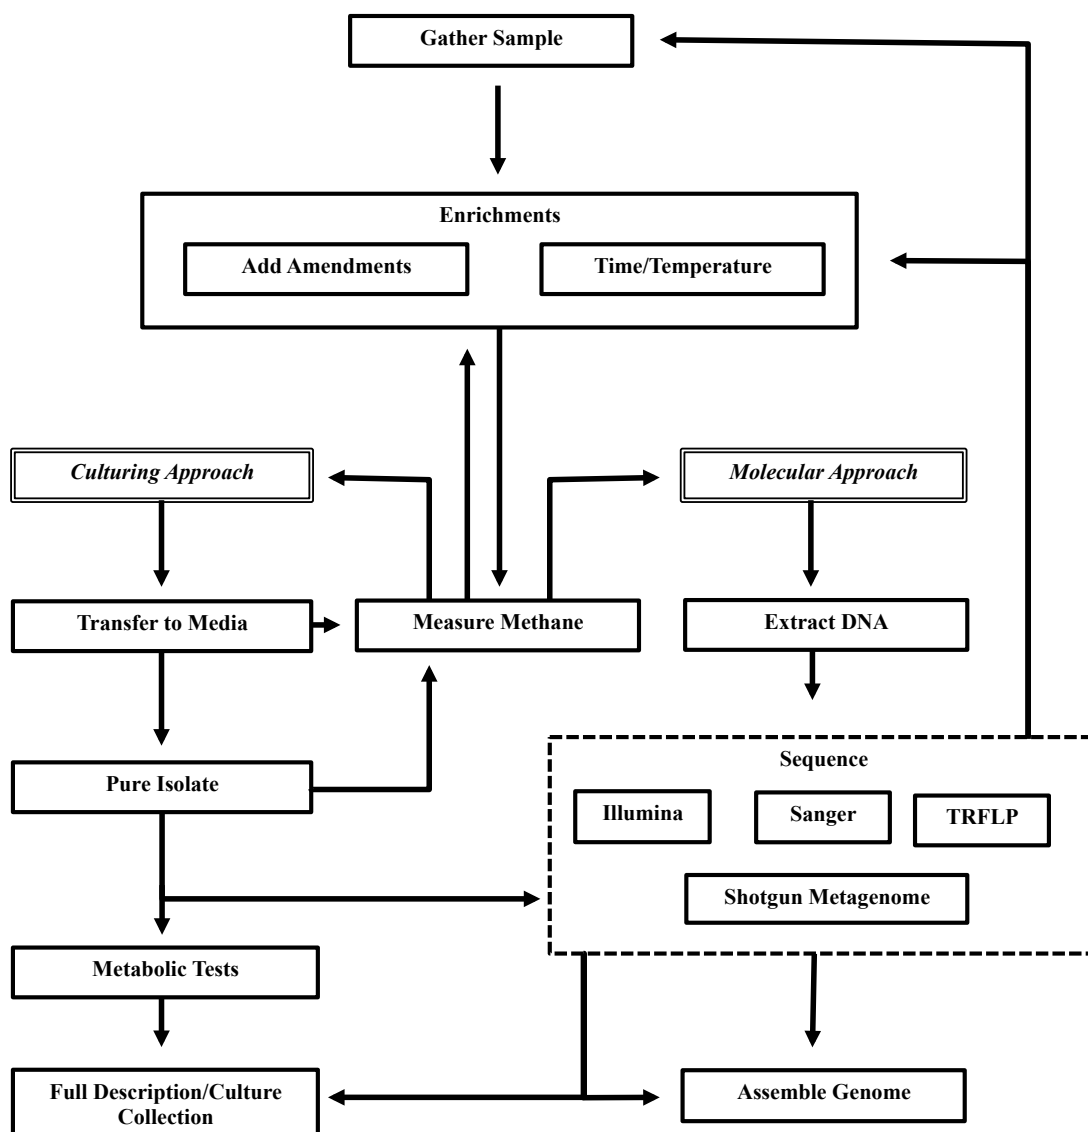 Gather Sample
Enrichments
Add Amendments
Time/Temperature
Culturing Approach
Molecular Approach
Transfer to Media
Measure Methane
Extract DNA
Sequence
Pure Isolate
Illumina
Sanger
TRFLP
Shotgun Metagenome
Metabolic Tests
Full Description/Culture
Collection
Assemble Genome